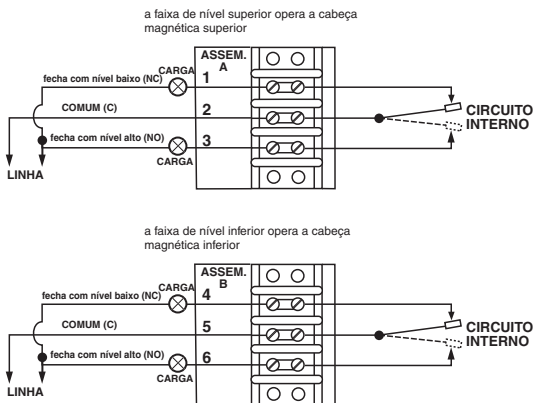 a faixa de nível superior opera a cabeça
magnética superior
ASSEM.
A
CARGA
fecha com nível baixo (NC)
1
COMUM (C)
2
CIRCUITO
INTERNO
fecha com nível alto (NO)
3
CARGA
LINHA
a faixa de nível inferior opera a cabeça
magnética inferior
ASSEM.
B
CARGA
fecha com nível baixo (NC)
4
COMUM (C)
5
CIRCUITO
INTERNO
fecha com nível alto (NO)
6
CARGA
LINHA